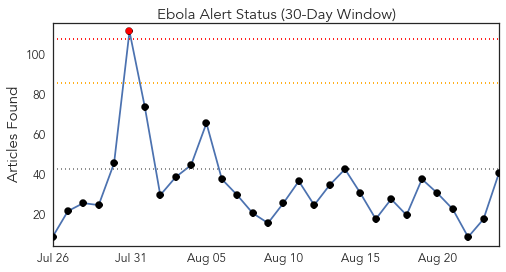 Ebola Alert Status (30-Day Window)
Articles Found
100
80
60
40
20
Jul 26
Jul 31
Aug 05
Aug 10
Aug 15
Aug 20